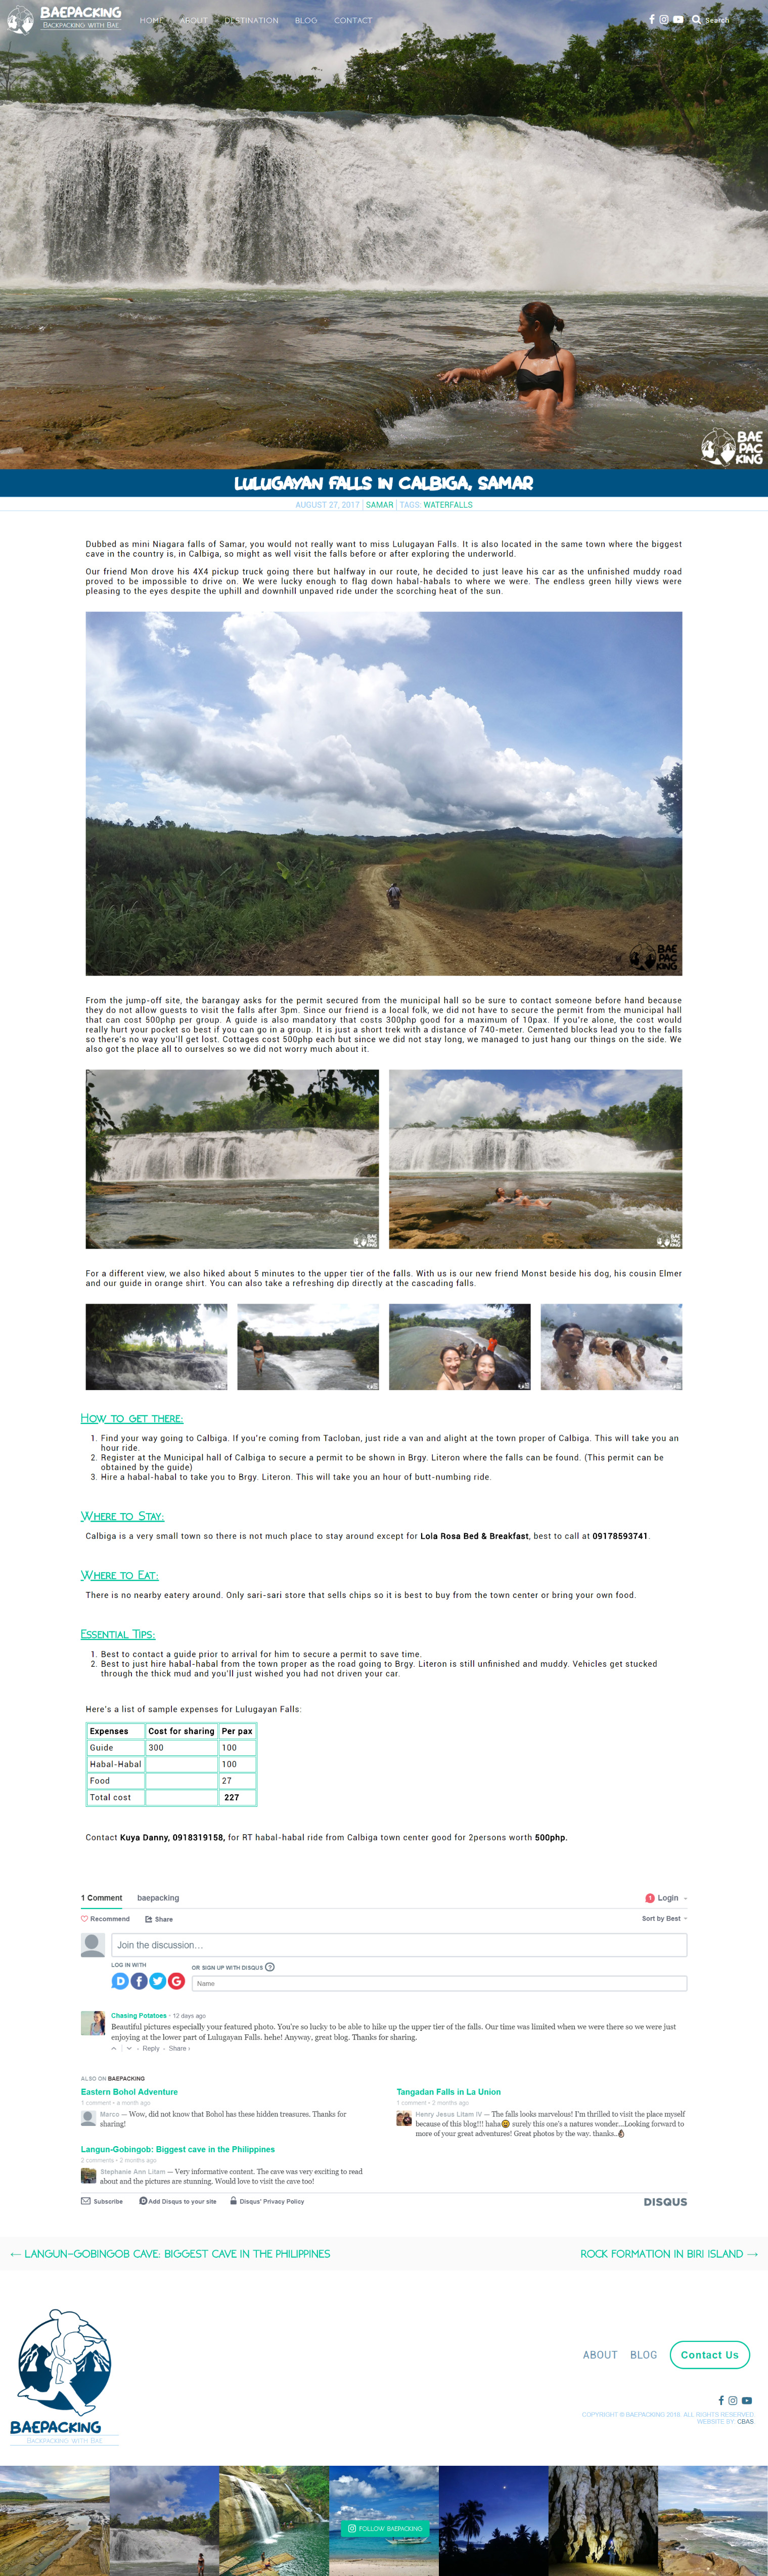 BAEPACKING
BACKPACKING WITH BAE
HOME ABOUT DESTINATION BLOG CONTACT
Search
BAE
PAC
KING
LULUGAYAN FALLS IN CALBIGA, SAMAR
AUGUST 27, 2017 | SAMAR | TAGS: WATERFALLS
Dubbed as mini Niagara falls of Samar, you would not really want to miss Lulugayan Falls. It is also located in the same town where the biggest
cave in the country is, in Calbiga, so might as well visit the falls before or after exploring the underworld.
Our friend Mon drove his 4X4 pickup truck going there but halfway in our route, he decided to just leave his car as the unfinished muddy road
proved to be impossible to drive on. We were lucky enough to flag down habal-habals to where we were. The endless green hilly views were
pleasing to the eyes despite the uphill and downhill unpaved ride under the scorching heat of the sun.
BAE
PAC
KING
From the jump-off site, the barangay asks for the permit secured from the municipal hall so be sure to contact someone before hand because
they do not allow guests to visit the falls after 3pm. Since our friend is a local folk, we did not have to secure the permit from the municipal hall
that can cost 500php per group. A guide is also mandatory that costs 300php good for a maximum of 10pax. If you're alone, the cost would
really hurt your pocket so best if you can go in a group. It is just a short trek with a distance of 740-meter. Cemented blocks lead you to the falls
so there's no way you'll get lost. Cottages cost 500php each but since we did not stay long, we managed to just hang our things on the side. We
also got the place all to ourselves so we did not worry much about it.
BAE
PAC
KING
BAE
PAC
KING
For a different view, we also hiked about 5 minutes to the upper tier of the falls. With us is our new friend Monst beside his dog, his cousin Elmer
and our guide in orange shirt. You can also take a refreshing dip directly at the cascading falls.
HOW TO GET THERE:
1. Find your way going to Calbiga. If you're coming from Tacloban, just ride a van and alight at the town proper of Calbiga. This will take you an
hour ride.
2. Register at the Municipal hall of Calbiga to secure a permit to be shown in Brgy. Literon where the falls can be found. (This permit can be
obtained by the guide)
3. Hire a habal-habal to take you to Brgy. Literon. This will take you an hour of butt-numbing ride.
WHERE TO STAY:
Calbiga is a very small town so there is not much place to stay around except for Lola Rosa Bed & Breakfast, best to call at 09178593741.
WHERE TO EAT:
There is no nearby eatery around. Only sari-sari store that sells chips so it is best to buy from the town center or bring your own food.
ESSENTIAL TIPS:
1. Best to contact a guide prior to arrival for him to secure a permit to save time.
2. Best to just hire habal-habal from the town proper as the road going to Brgy. Literon is still unfinished and muddy. Vehicles get stucked
through the thick mud and you'll just wished you had not driven your car.
Here's a list of sample expenses for Lulugayan Falls:
Expenses Cost for sharing Per pax
Guide 300 100
Habal-Habal 100
Food 27
Total cost 227
Contact Kuya Danny, 0918319158, for RT habal-habal ride from Calbiga town center good for 2persons worth 500php.
1 Comment baepacking 1 Login
Recommend Share Sort by Best
Join the discussion…
LOG IN WITH OR SIGN UP WITH DISQUS ?
Name
Chasing Potatoes • 12 days ago
Beautiful pictures especially your featured photo. You're so lucky to be able to hike up the upper tier of the falls. Our time was limited when we were there so we were just
enjoying at the lower part of Lulugayan Falls. hehe! Anyway, great blog. Thanks for sharing.
Reply • Share ›
ALSO ON BAEPACKING
Eastern Bohol Adventure
1 comment • a month ago
Marco — Wow, did not know that Bohol has these hidden treasures. Thanks for
sharing!
Tangadan Falls in La Union
1 comment • 2 months ago
Henry Jesus Litam IV — The falls looks marvelous! I'm thrilled to visit the place myself
because of this blog!!! haha😀 surely this one's a natures wonder....Looking forward to
more of your great adventures! Great photos by the way. thanks..👌
Langun-Gobingob: Biggest cave in the Philippines
2 comments • 2 months ago
Stephanie Ann Litam — Very informative content. The cave was very exciting to read
about and the pictures are stunning. Would love to visit the cave too!
Subscribe Add Disqus to your site Disqus' Privacy Policy DISQUS
← LANGUN-GOBINGOB CAVE: BIGGEST CAVE IN THE PHILIPPINES
ROCK FORMATION IN BIRI ISLAND →
BAEPACKING
BACKPACKING WITH BAE
ABOUT BLOG Contact Us
COPYRIGHT © BAEPACKING 2018. ALL RIGHTS RESERVED.
WEBSITE BY: CBAS
FOLLOW BAEPACKING